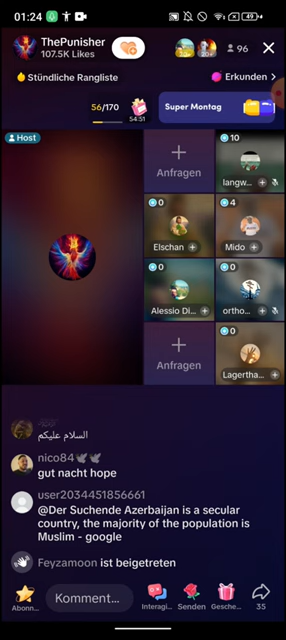 01:24
49
ThePunisher
107.5K Likes
96
Stündliche Rangliste
Erkunden >
56/170
54:51
Super Montag
Host
Anfragen
10
langw...
0
Elschan
4
Mido
0
Alessio Di...
0
ortho...
Anfragen
0
Lagertha...
السلام عليكم
nico84
gut nacht hope
user2034451856661
@Der Suchende Azerbaijan is a secular
country, the majority of the population is
Muslim - google
Feyzamoon ist beigetreten
Abonn...
Komment...
Interagi...
Senden
Gesche...
35